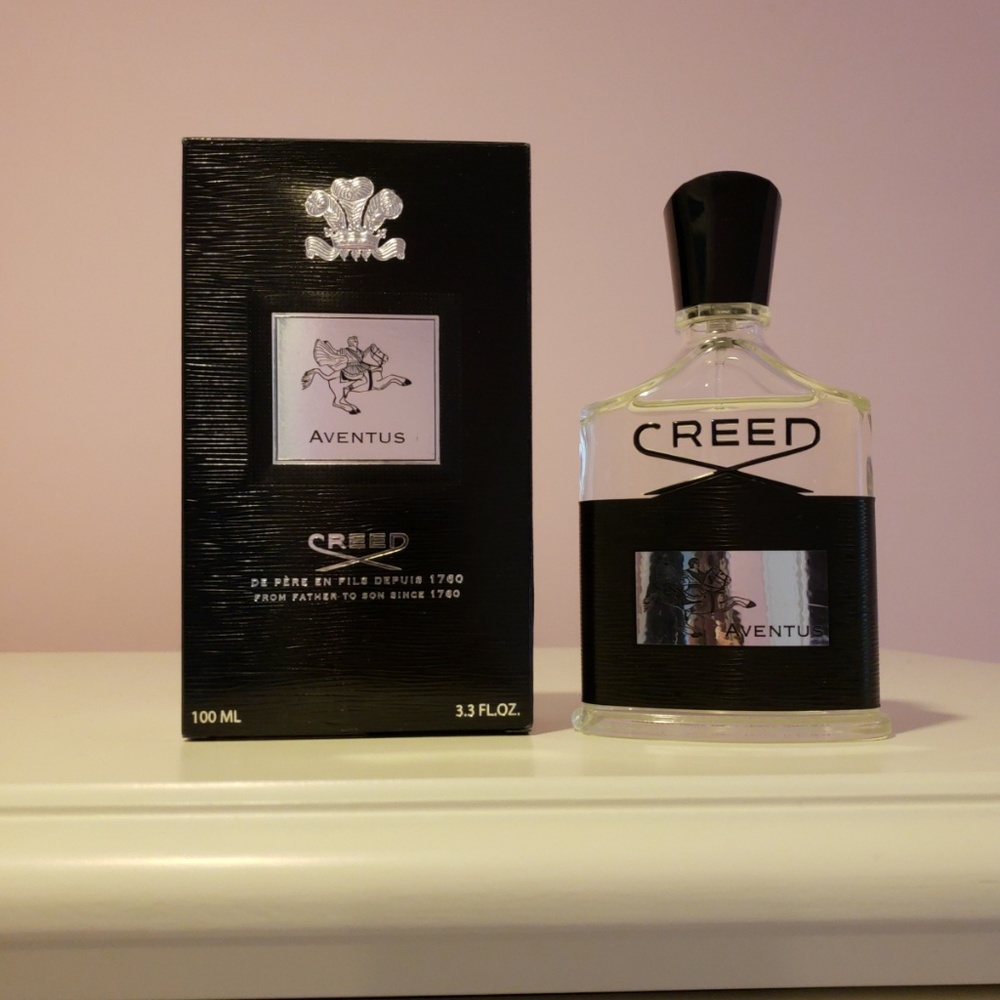 AVENTUS
CREED
DE PÈRE EN FILS DEPUIS 1760
FROM FATHER TO SON SINCE 1760
100 ML
3.3 FL.OZ.
CREED
AVENTUS